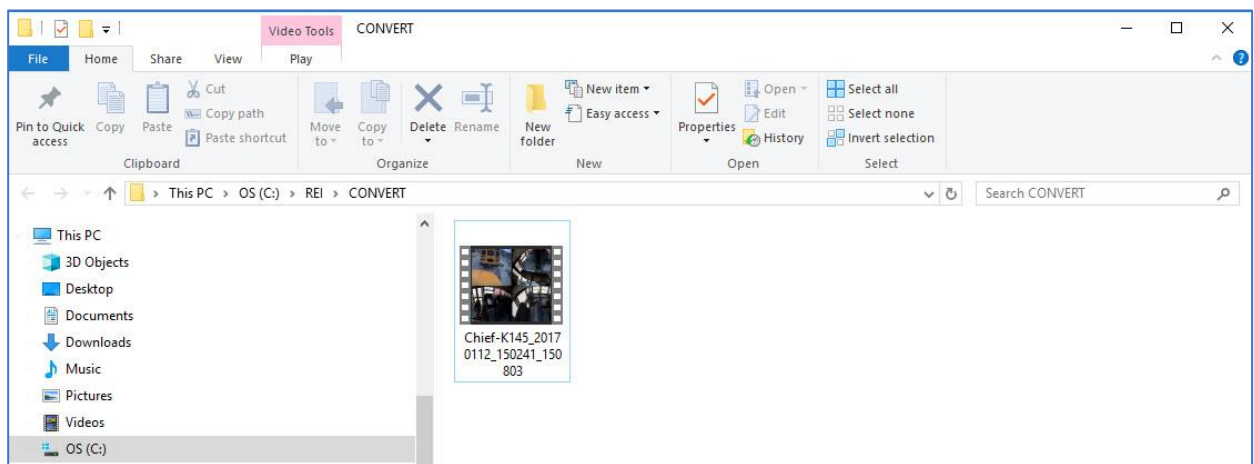 Video Tools CONVERT
File Home Share View Play
Pin to Quick access
Copy
Paste
Cut
Copy path
Paste shortcut
Clipboard
Move to
Copy to
Delete
Rename
Organize
New folder
New item
Easy access
New
Properties
Open
Edit
History
Open
Select all
Select none
Invert selection
Select
This PC > OS (C:) > REI > CONVERT
Search CONVERT
This PC
3D Objects
Desktop
Documents
Downloads
Music
Pictures
Videos
OS (C:)
Chief-K145_2017
0112_150241_150
803